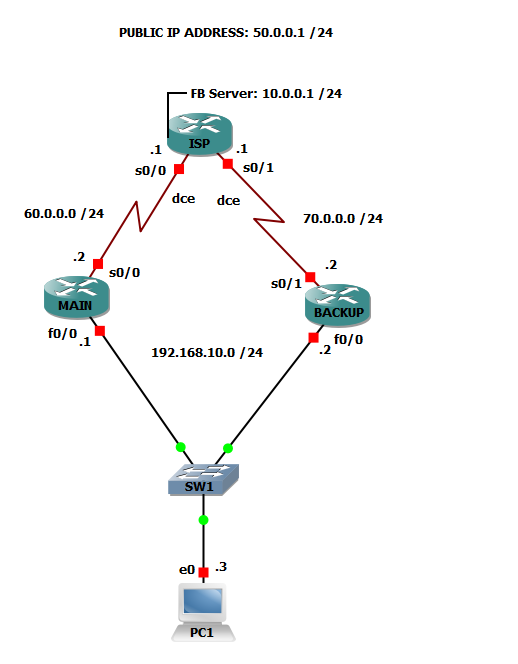 PUBLIC IP ADDRESS: 50.0.0.1 /24
FB Server: 10.0.0.1 /24
ISP
.1
.1
s0/0
s0/1
dce
dce
60.0.0.0 /24
70.0.0.0 /24
.2
s0/0
.2
s0/1
MAIN
BACKUP
f0/0
.1
f0/0
.2
192.168.10.0 /24
SW1
e0
.3
PC1